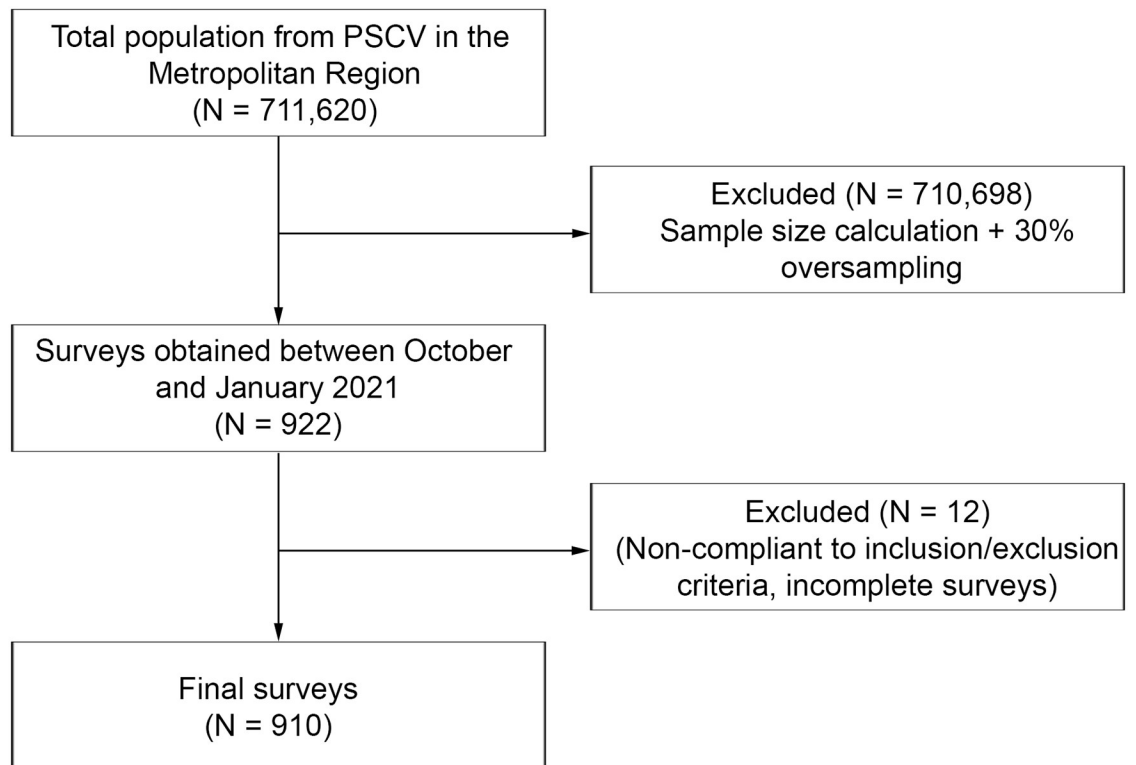 Total population from PSCV in the
Metropolitan Region
(N = 711,620)
Excluded (N = 710,698)
Sample size calculation + 30%
oversampling
Surveys obtained between October
and January 2021
(N = 922)
Excluded (N = 12)
(Non-compliant to inclusion/exclusion
criteria, incomplete surveys)
Final surveys
(N = 910)